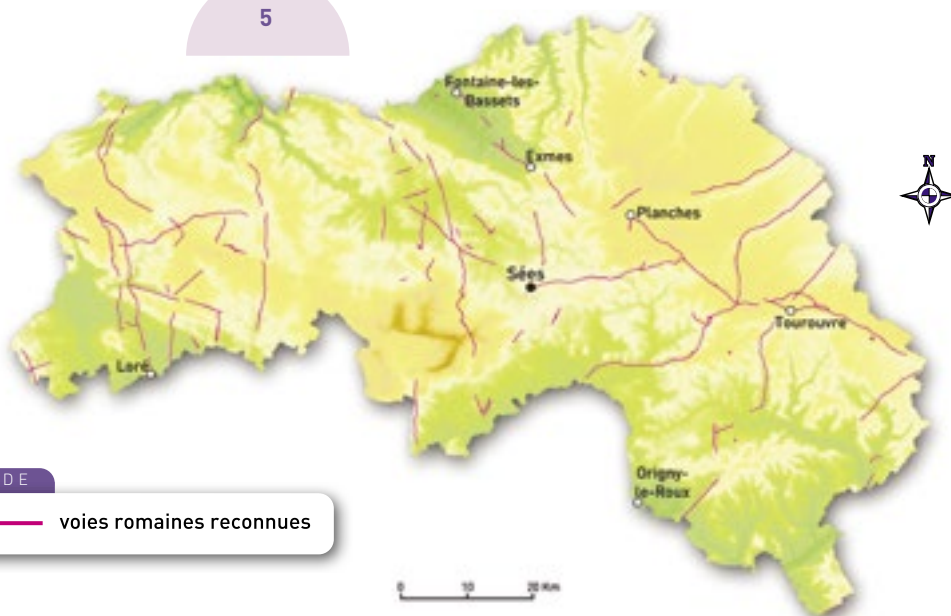 5
Fontaine-les-
Bassets
Exmes
N
Planches
Sées
Tourouvre
Loré
Origny-
le-Roux
DE
voies romaines reconnues
0 10 20 Km